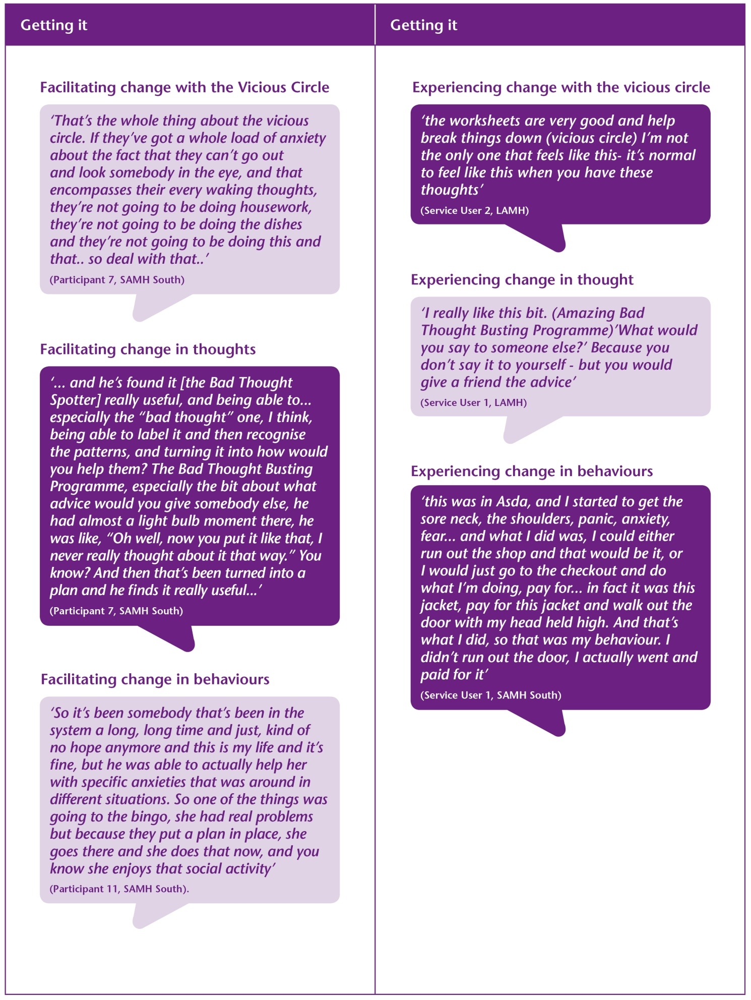 Getting it
Facilitating change with the Vicious Circle
‘That’s the whole thing about the vicious
circle. If they’ve got a whole load of anxiety
about the fact that they can’t go out
and look somebody in the eye, and that
encompasses their every waking thoughts,
they’re not going to be doing housework,
they’re not going to be doing the dishes
and they’re not going to be doing this and
that.. so deal with that..’
(Participant 7, SAMH South)
Facilitating change in thoughts
‘... and he’s found it [the Bad Thought
Spotter] really useful, and being able to...
especially the “bad thought” one, I think,
being able to label it and then recognise
the patterns, and turning it into how would
you help them? The Bad Thought Busting
Programme, especially the bit about what
advice would you give somebody else, he
had almost a light bulb moment there, he
was like, “Oh well, now you put it like that, I
never really thought about it that way.” You
know? And then that’s been turned into a
plan and he finds it really useful...’
(Participant 7, SAMH South)
Facilitating change in behaviours
‘So it’s been somebody that’s been in the
system a long, long time and just, kind of
no hope anymore and this is my life and it’s
fine, but he was able to actually help her
with specific anxieties that was around in
different situations. So one of the things was
going to the bingo, she had real problems
but because they put a plan in place, she
goes there and she does that now, and you
know she enjoys that social activity’
(Participant 11, SAMH South).
Getting it
Experiencing change with the vicious circle
‘the worksheets are very good and help
break things down (vicious circle) I’m not
the only one that feels like this- it’s normal
to feel like this when you have these
thoughts’
(Service User 2, LAMH)
Experiencing change in thought
‘I really like this bit. (Amazing Bad
Thought Busting Programme)’What would
you say to someone else?’ Because you
don’t say it to yourself - but you would
give a friend the advice’
(Service User 1, LAMH)
Experiencing change in behaviours
‘this was in Asda, and I started to get the
sore neck, the shoulders, panic, anxiety,
fear... and what I did was, I could either
run out the shop and that would be it, or
I would just go to the checkout and do
what I’m doing, pay for... in fact it was this
jacket, pay for this jacket and walk out the
door with my head held high. And that’s
what I did, so that was my behaviour. I
didn’t run out the door, I actually went and
paid for it’
(Service User 1, SAMH South)